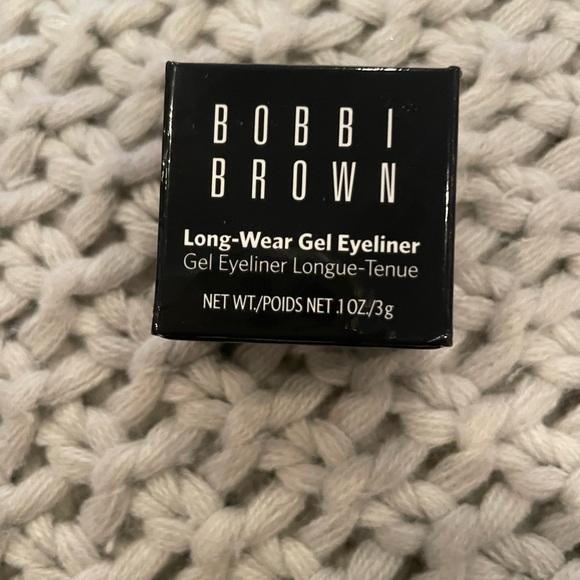 BOBBI
BROWN
Long-Wear Gel Eyeliner
Gel Eyeliner Longue-Tenue
NET WT./POIDS NET .1 OZ./3g